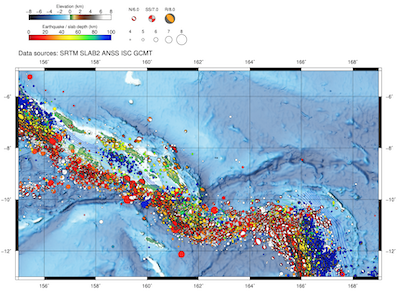 Elevation (km)
-8 -6 -4 -2 0 2 4 6 8
Earthquake / slab depth (km)
0 20 40 60 80 100
N/6.0 SS/7.0 R/8.0
4 5 6 7 8
Data sources: SRTM SLAB2 ANSS ISC GCMT
156° 158° 160° 162° 164° 166° 168°
-6° -6°
-8° -8°
-10° -10°
-12° -12°
156° 158° 160° 162° 164° 166° 168°